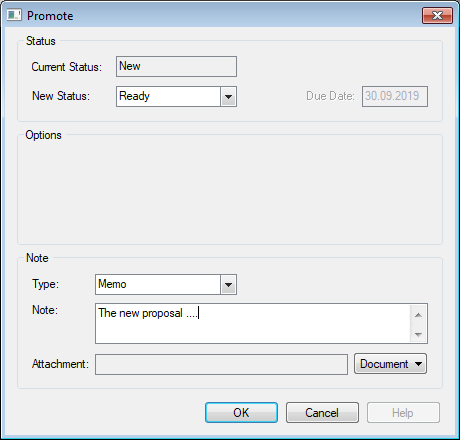 Promote
Status
Current Status: New
New Status: Ready Due Date: 30.09.2019
Options
Note
Type: Memo
Note: The new proposal ....
Attachment: Document
OK Cancel Help